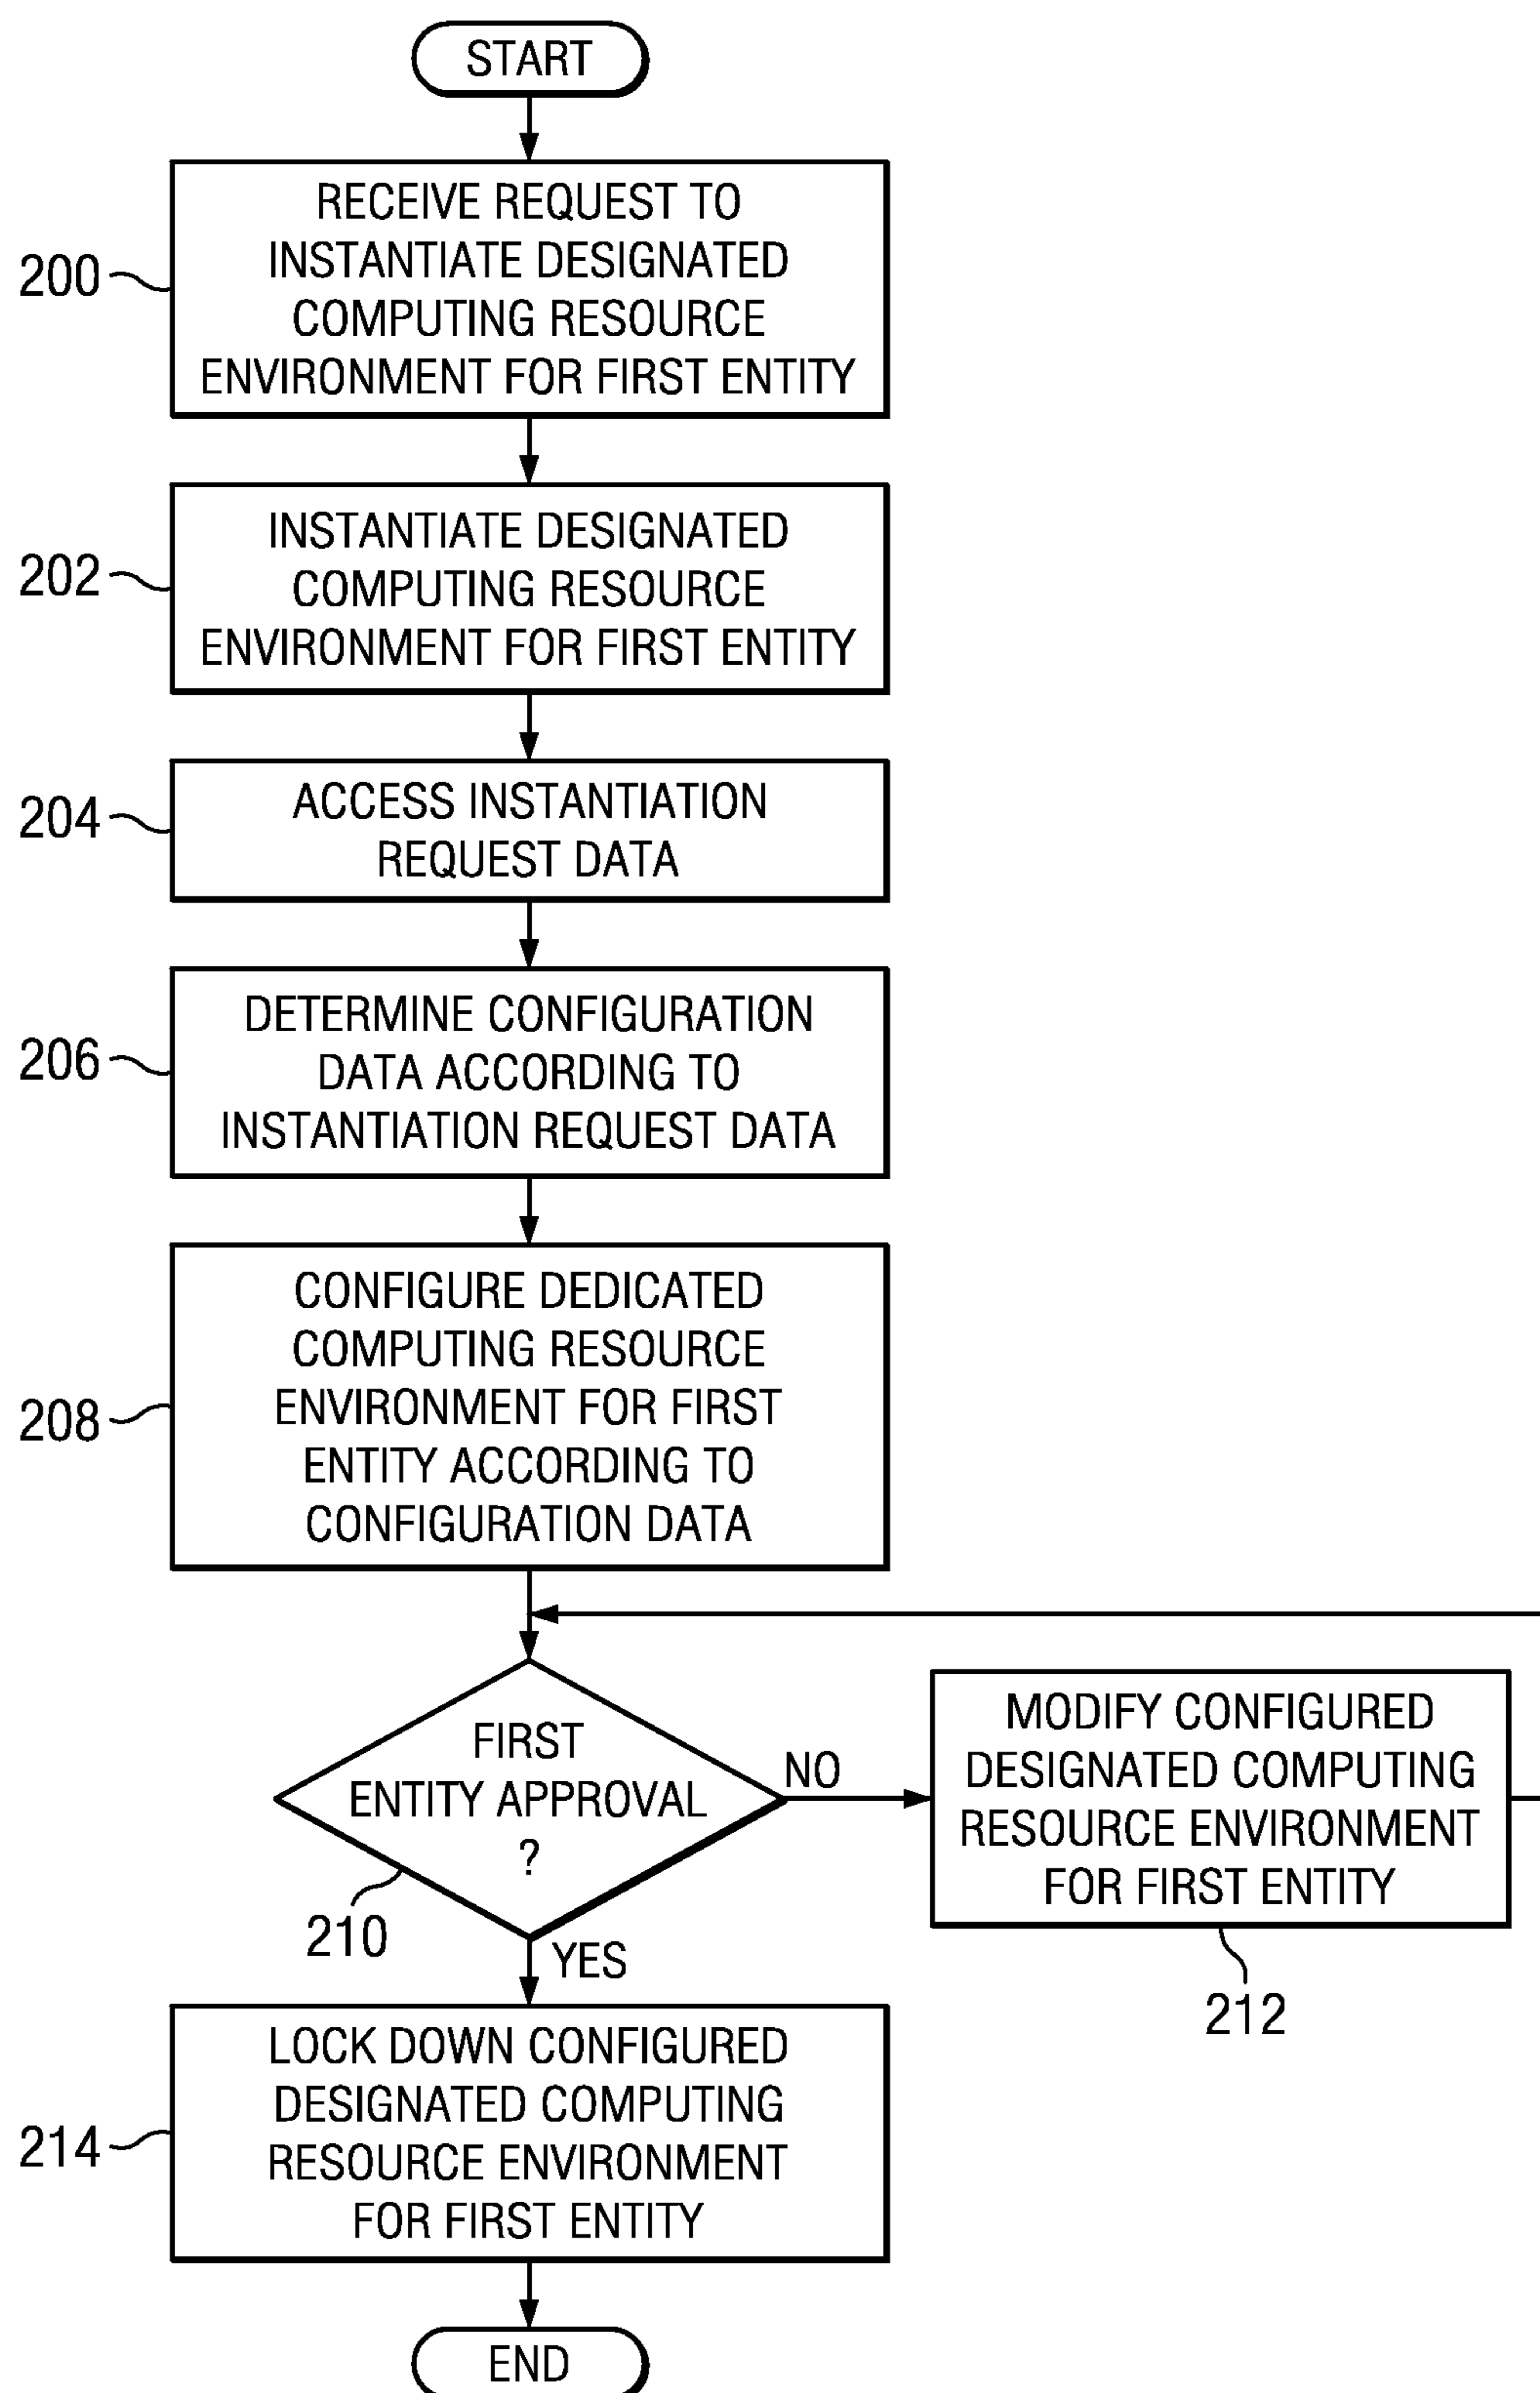 START
200
RECEIVE REQUEST TO
INSTANTIATE DESIGNATED
COMPUTING RESOURCE
ENVIRONMENT FOR FIRST ENTITY
202
INSTANTIATE DESIGNATED
COMPUTING RESOURCE
ENVIRONMENT FOR FIRST ENTITY
204
ACCESS INSTANTIATION
REQUEST DATA
206
DETERMINE CONFIGURATION
DATA ACCORDING TO
INSTANTIATION REQUEST DATA
208
CONFIGURE DEDICATED
COMPUTING RESOURCE
ENVIRONMENT FOR FIRST
ENTITY ACCORDING TO
CONFIGURATION DATA
FIRST
ENTITY APPROVAL
?
210
NO
MODIFY CONFIGURED
DESIGNATED COMPUTING
RESOURCE ENVIRONMENT
FOR FIRST ENTITY
212
YES
214
LOCK DOWN CONFIGURED
DESIGNATED COMPUTING
RESOURCE ENVIRONMENT
FOR FIRST ENTITY
END